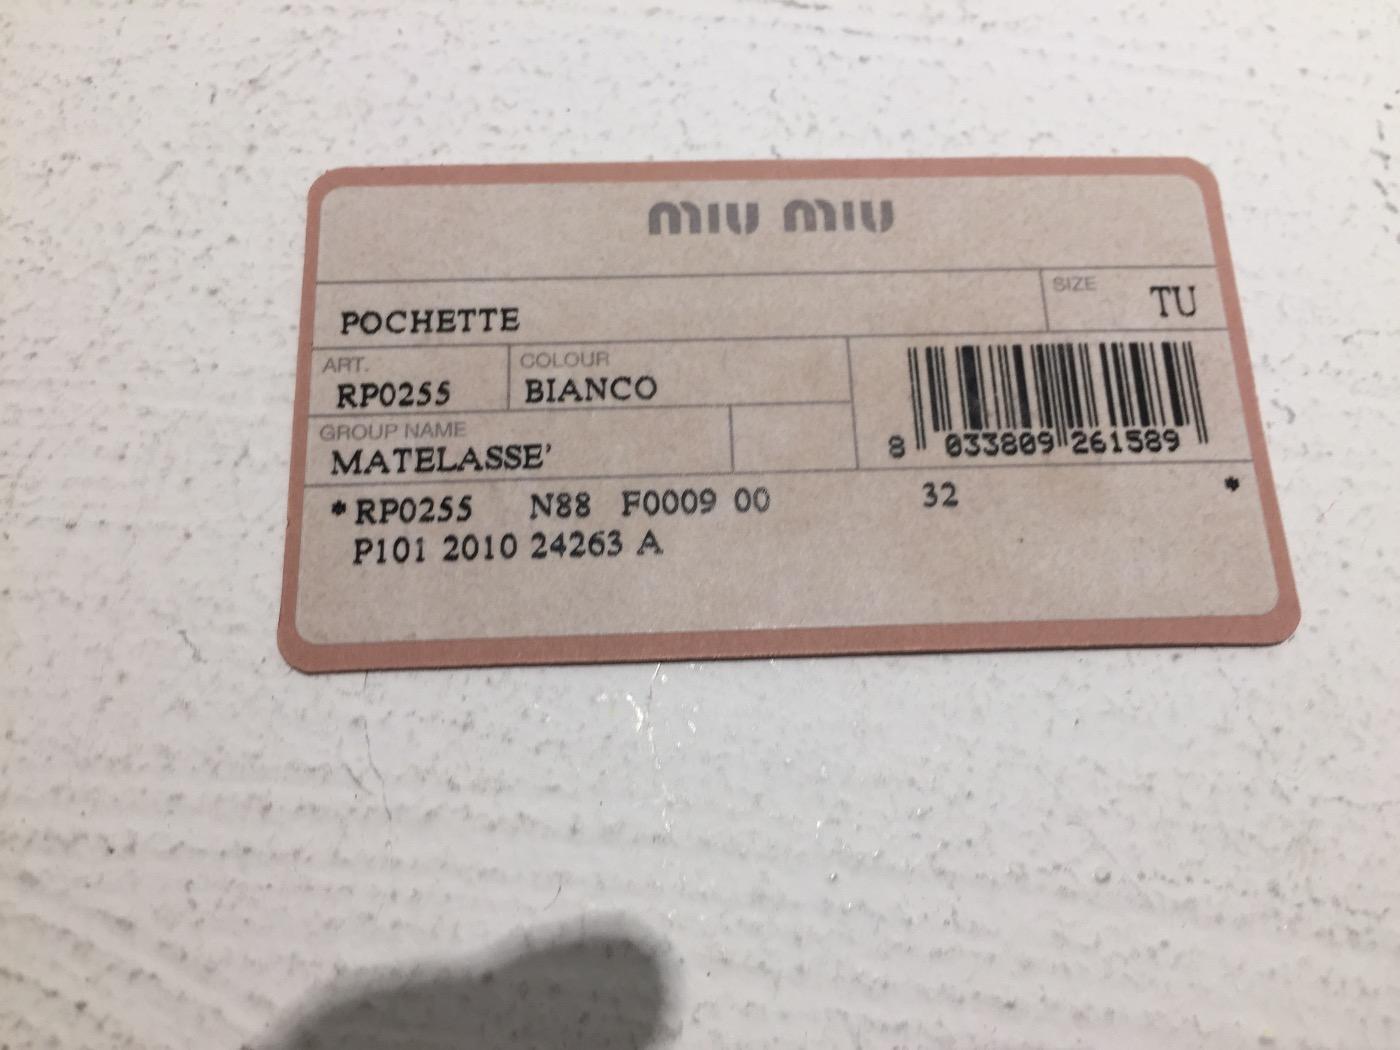 miu miu
POCHETTE
SIZE
TU
ART.
RP0255
COLOUR
BIANCO
GROUP NAME
MATELASSE'
8 033809 261589
*RP0255 N88 F0009 00 32 *
P101 2010 24263 A